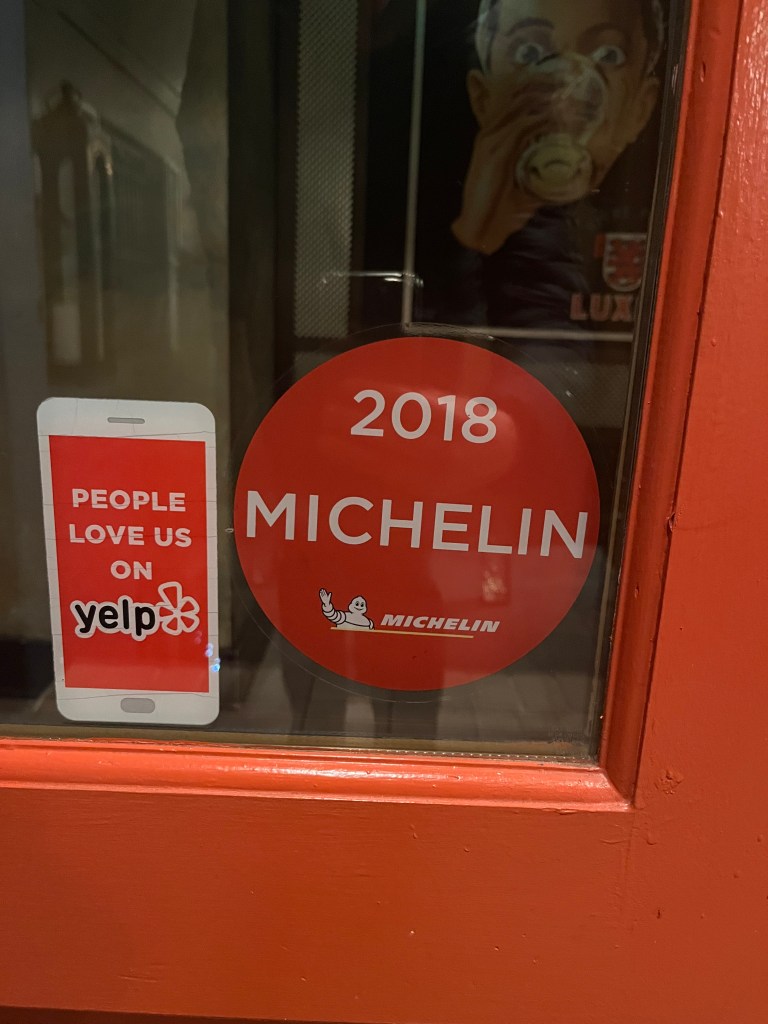 PEOPLE
LOVE US
ON
yelp
2018
MICHELIN
MICHELIN